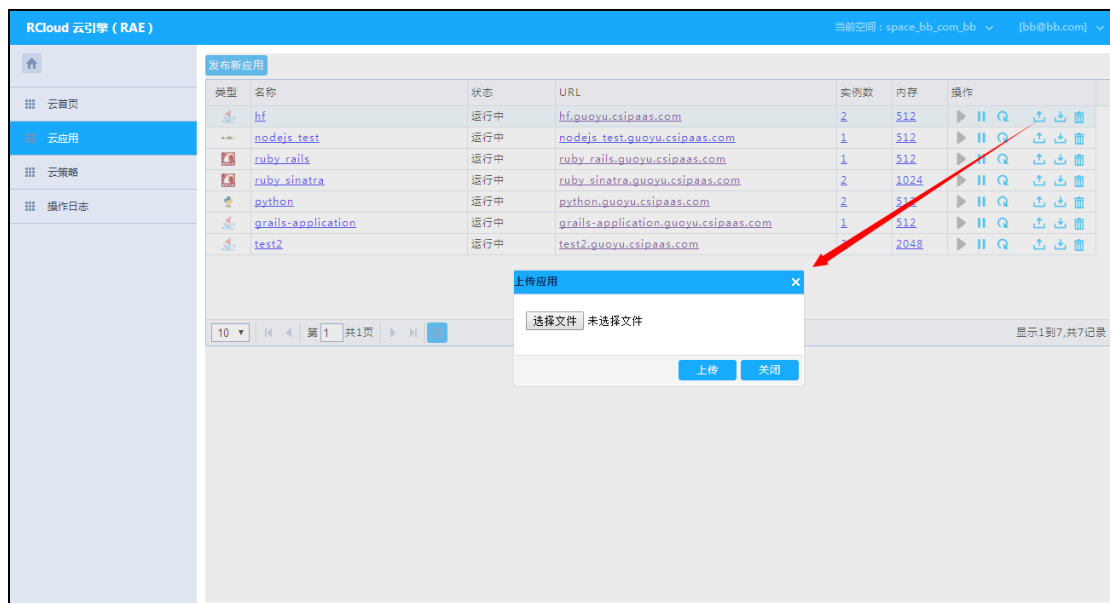 RCloud 云引擎 ( RAE ) 当前空间 : space_bb_com_bb [bb@bb.com]
发布新应用
云首页
云应用
云策略
操作日志
类型 名称 状态 URL 实例数 内存 操作
hf 运行中 hf.guoyu.csipaas.com 2 512
nodejs_test 运行中 nodejs_test.guoyu.csipaas.com 1 512
ruby_rails 运行中 ruby_rails.guoyu.csipaas.com 1 512
ruby_sinatra 运行中 ruby_sinatra.guoyu.csipaas.com 2 1024
python 运行中 python.guoyu.csipaas.com 2 512
grails-application 运行中 grails-application.guoyu.csipaas.com 1 512
test2 运行中 test2.guoyu.csipaas.com 2048
上传应用
选择文件 未选择文件
上传 关闭
10 第 1 共1页 显示1到7,共7记录